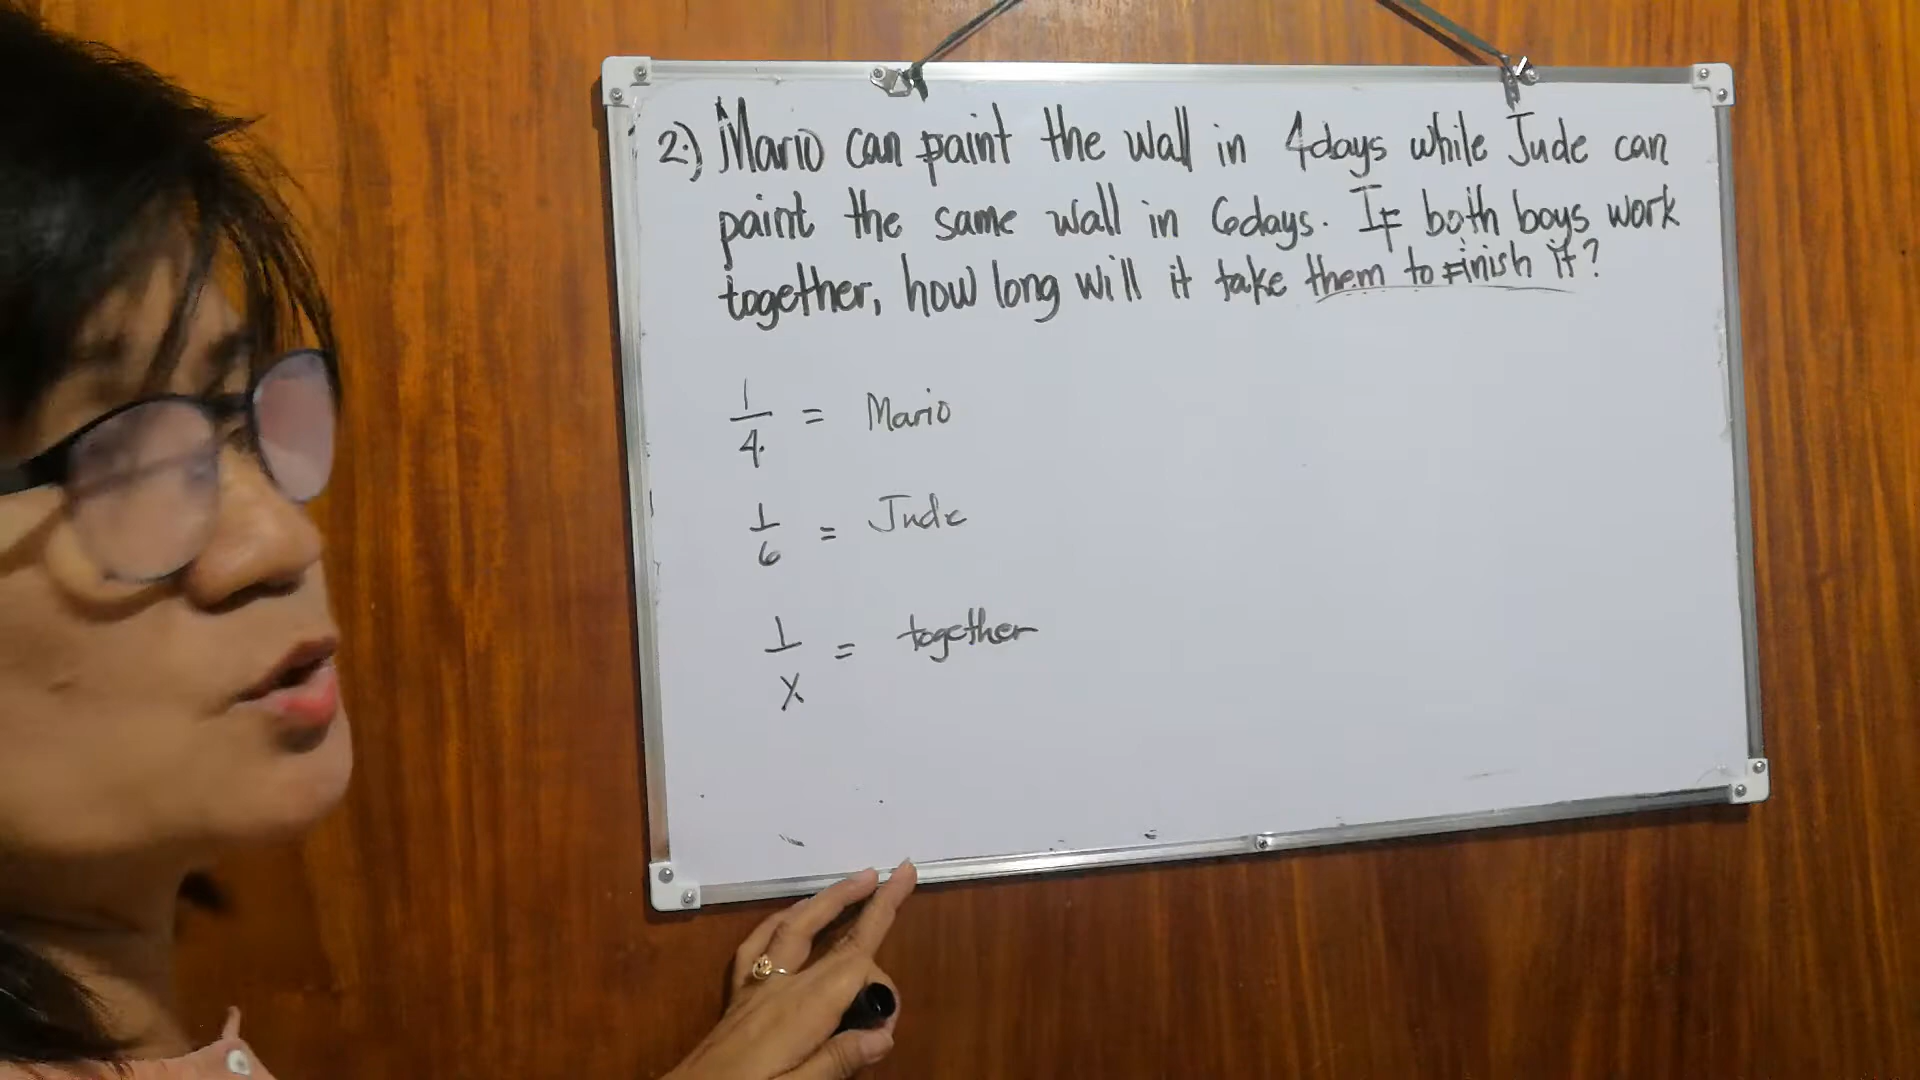 2.) Mario can paint the wall in 4days while Jude can
paint the same wall in 6days. IF both boys work
together, how long will it take them to Finish it?
1/4 = Mario
1/6 = Jude
1/x = together